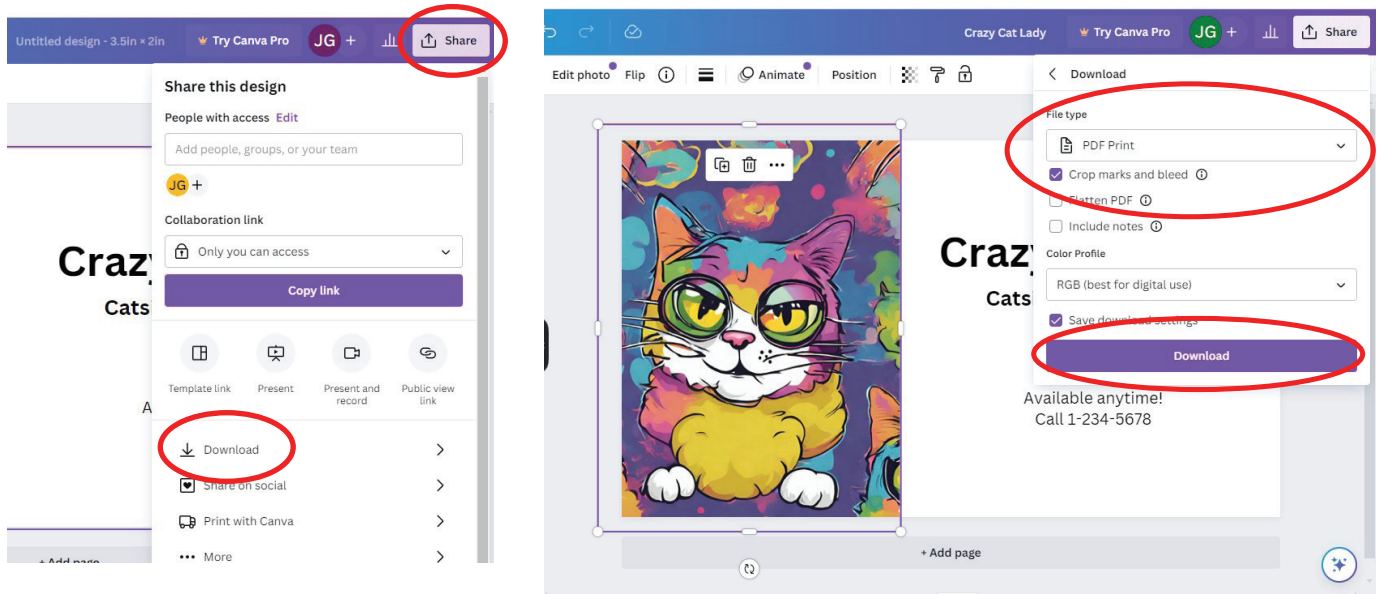 Untitled design - 3.5in × 2in
Try Canva Pro
JG +
Share
Share this design
People with access Edit
Add people, groups, or your team
JG +
Collaboration link
Only you can access
Copy link
Template link
Present
Present and record
Public view link
Download
Share on social
Print with Canva
More
Crazy
Cats
A
+ Add page
Crazy Cat Lady
Try Canva Pro
JG +
Share
Edit photo
Flip
Animate
Position
Download
File type
PDF Print
Crop marks and bleed
Flatten PDF
Include notes
Color Profile
RGB (best for digital use)
Save download settings
Download
Craz
Cats
Available anytime!
Call 1-234-5678
+ Add page